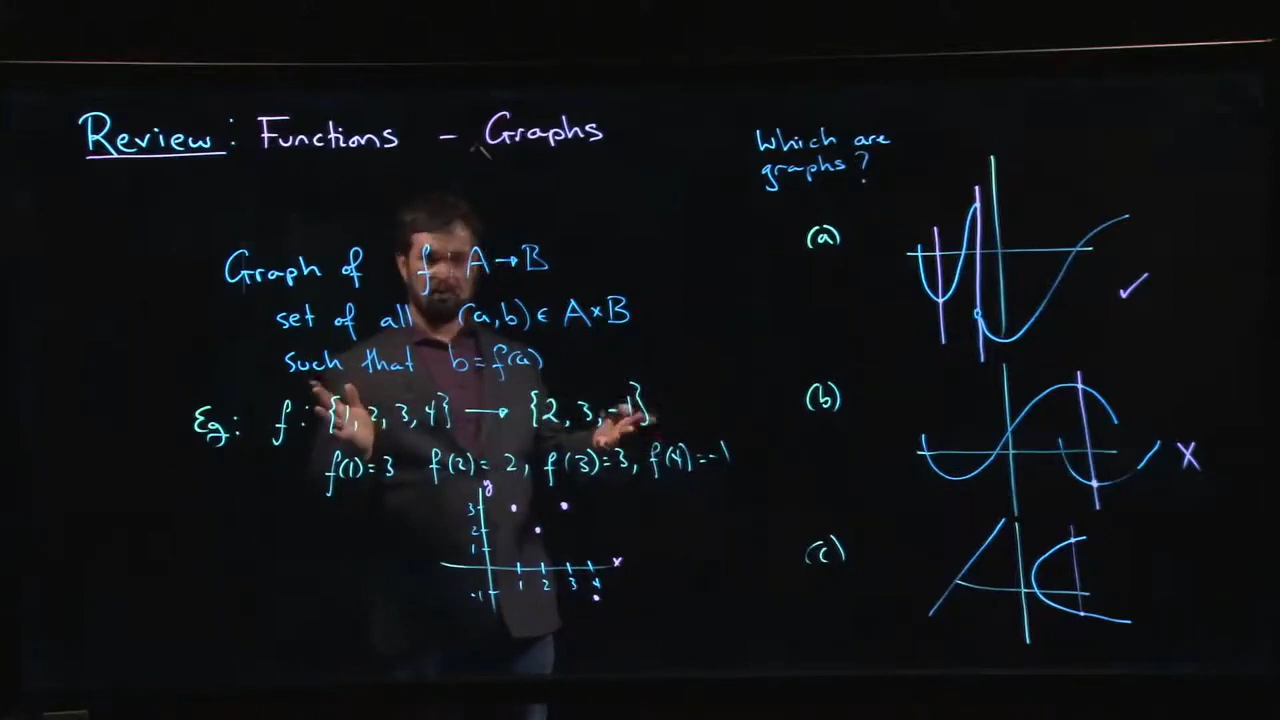 Review: Functions - Graphs
Graph of f: A → B
set of all (a,b) ∈ A×B
such that b=f(a)
Eg: f: {1, 2, 3, 4} → {2, 3, -1}
f(1)=3 f(2)=2, f(3)=3, f(4)=-1
y
3
2
1
-1
1 2 3 4
x
Which are
graphs?
(a)
✓
(b)
X
(c)